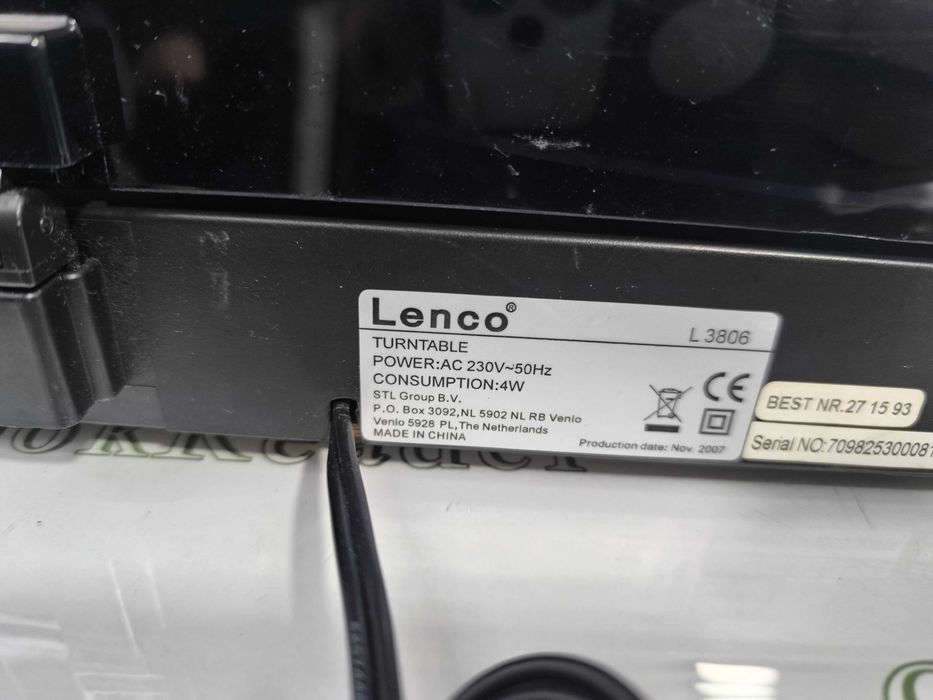 Lenco®
L 3806
TURNTABLE
POWER:AC 230V~50Hz
CONSUMPTION:4W
STL Group B.V.
P.O. Box 3092,NL 5902 NL RB Venlo
Venlo 5928 PL,The Netherlands
MADE IN CHINA
Production date: Nov. 2007
CE
BEST NR.27 15 93
Serial NO:709825300081